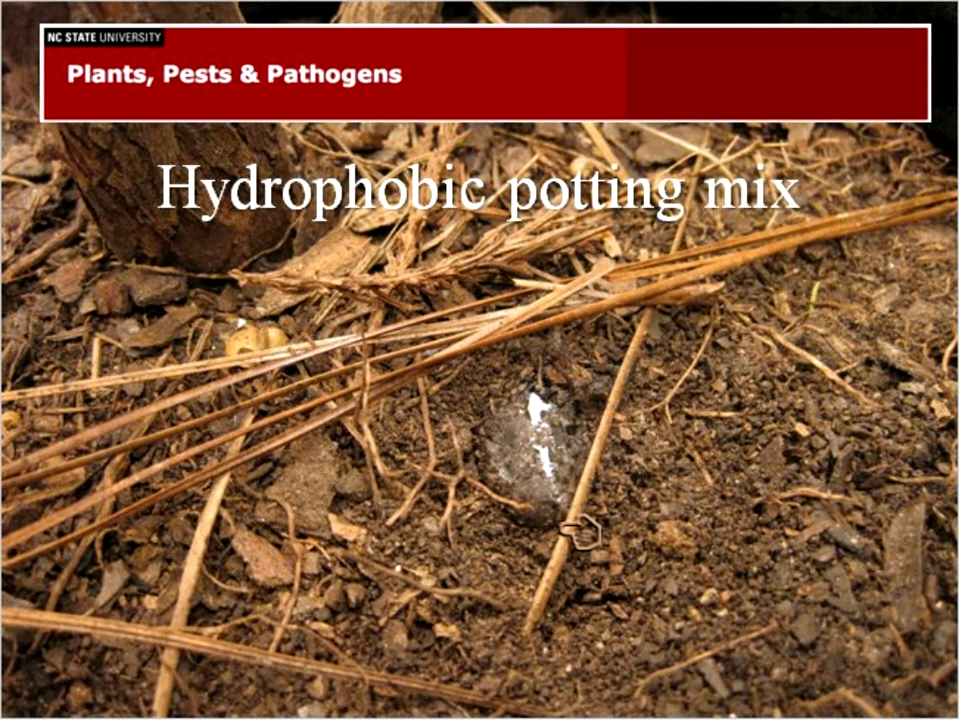 NC STATE UNIVERSITY
Plants, Pests & Pathogens
Hydrophobic potting mix